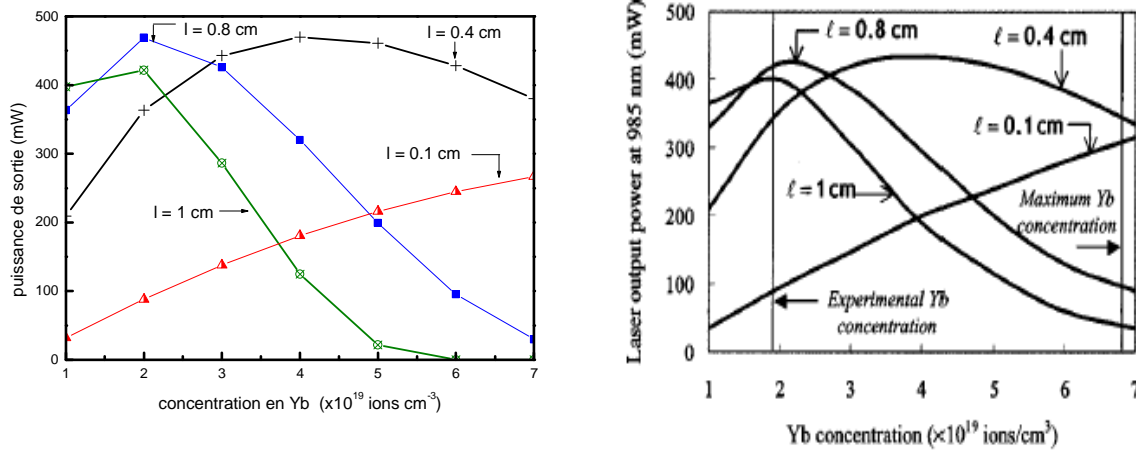 puissance de sortie (mW)
500
400
300
200
100
0
l = 0.8 cm
l = 0.4 cm
l = 0.1 cm
l = 1 cm
1 2 3 4 5 6 7
concentration en Yb (x10¹⁹ ions cm⁻³)
Laser output power at 985 nm (mW)
500
400
300
200
100
0
ℓ = 0.8 cm
ℓ = 0.4 cm
ℓ = 0.1 cm
ℓ = 1 cm
Maximum Yb
concentration
Experimental Yb
concentration
1 2 3 4 5 6 7
Yb concentration (×10¹⁹ ions/cm³)